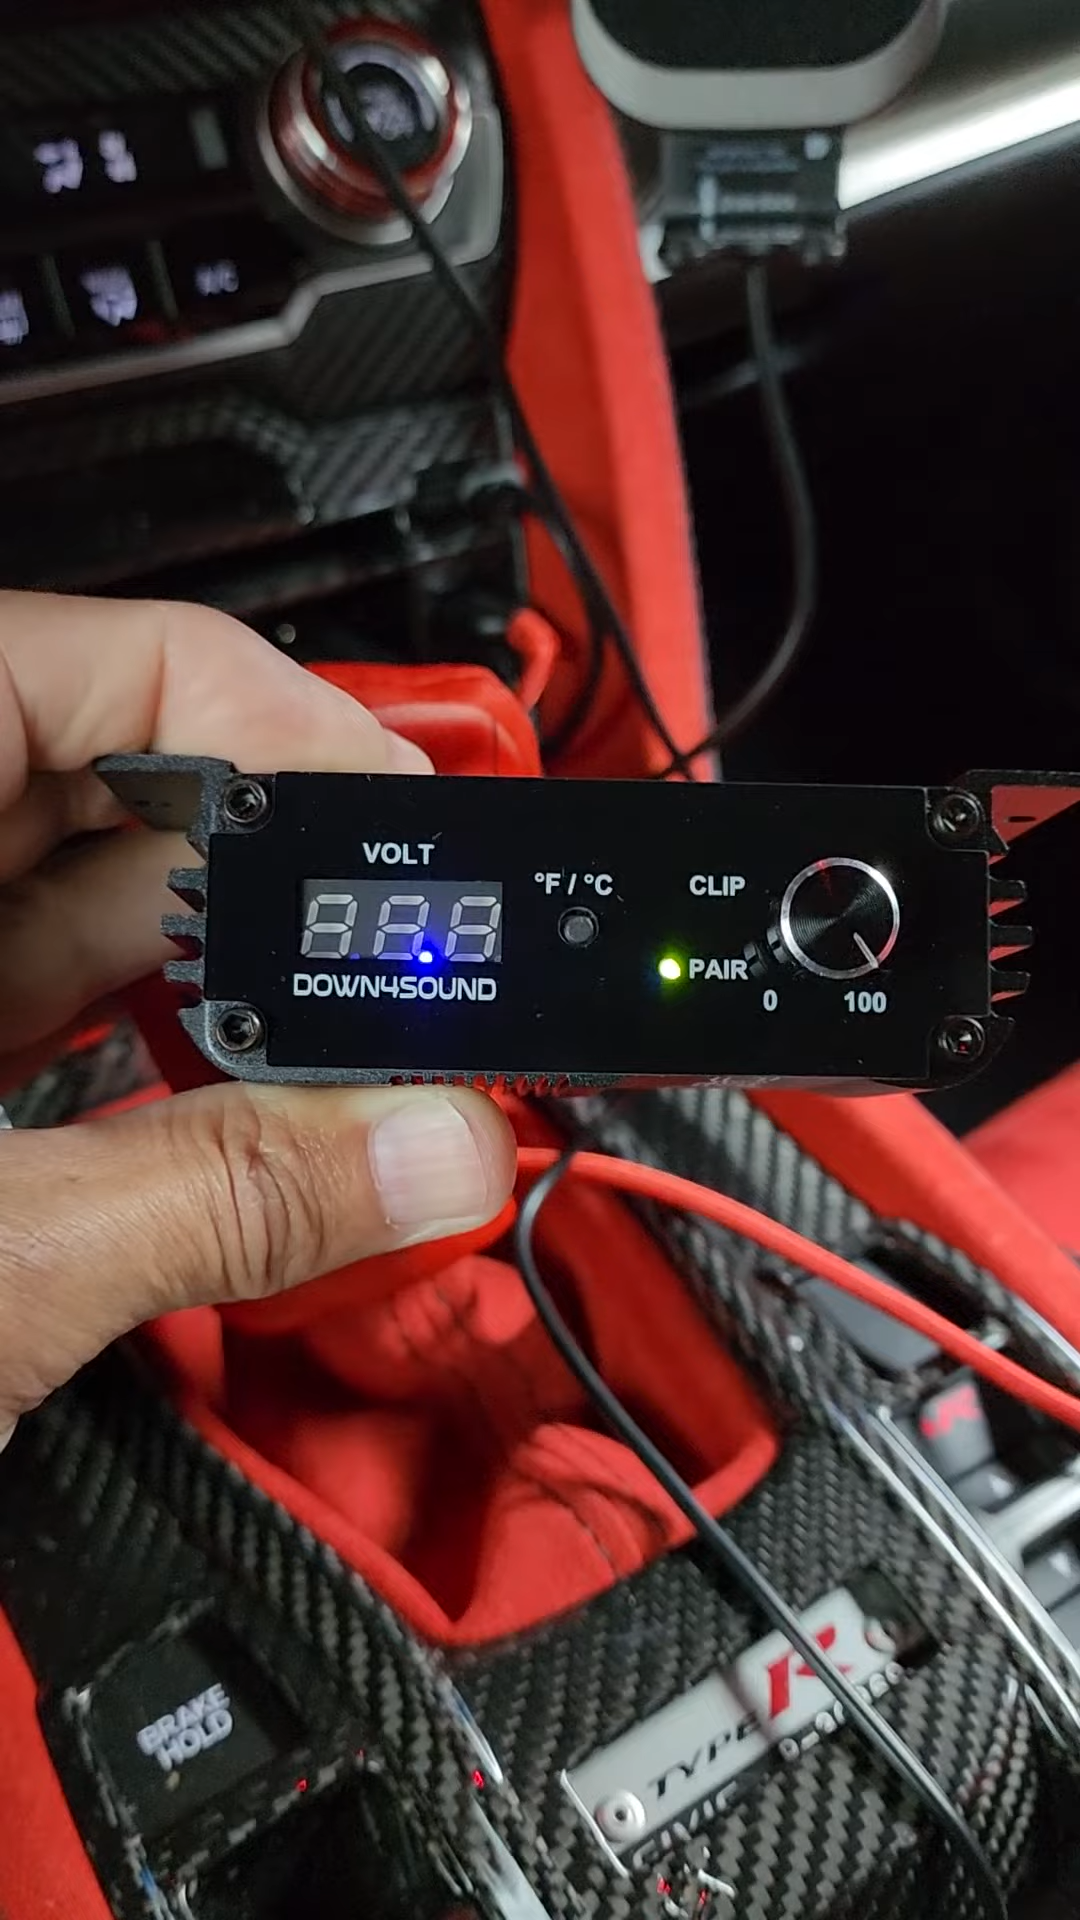 A/C
VOLT
°F / °C
CLIP
PAIR
DOWN4SOUND
0
100
BRAKE
HOLD
TYPE R
CIVIC